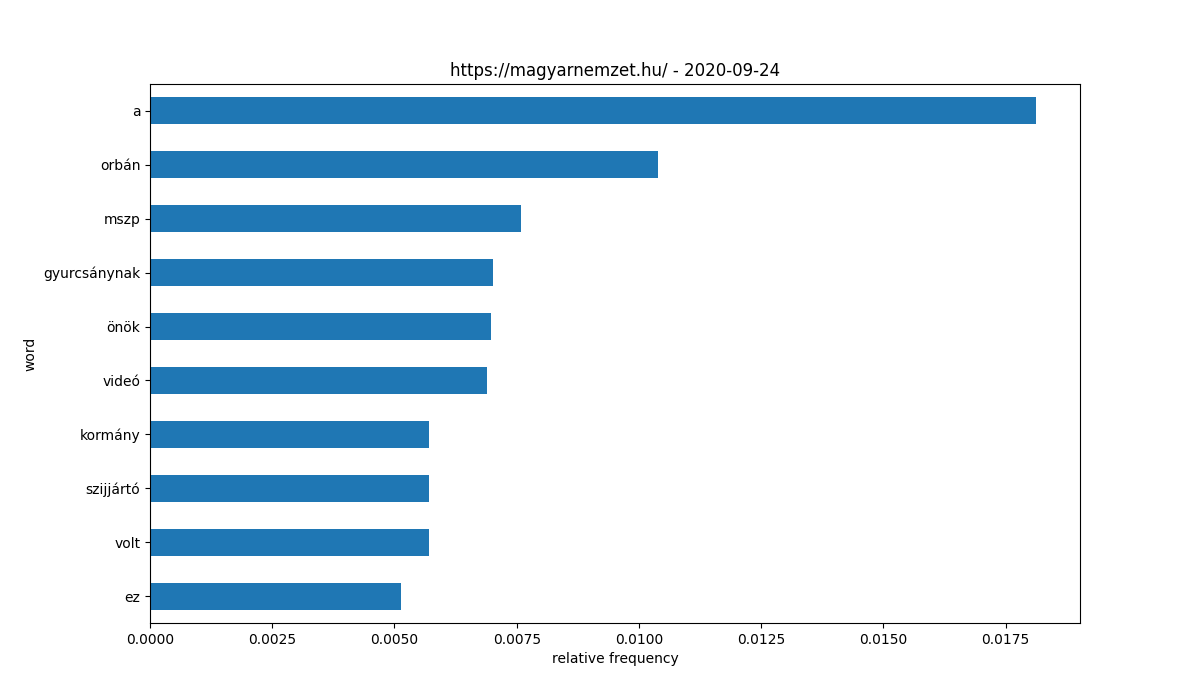 https://magyarnemzet.hu/ - 2020-09-24
a
orbán
mszp
gyurcsánynak
önök
videó
kormány
szijjártó
volt
ez
word
0.0000 0.0025 0.0050 0.0075 0.0100 0.0125 0.0150 0.0175
relative frequency